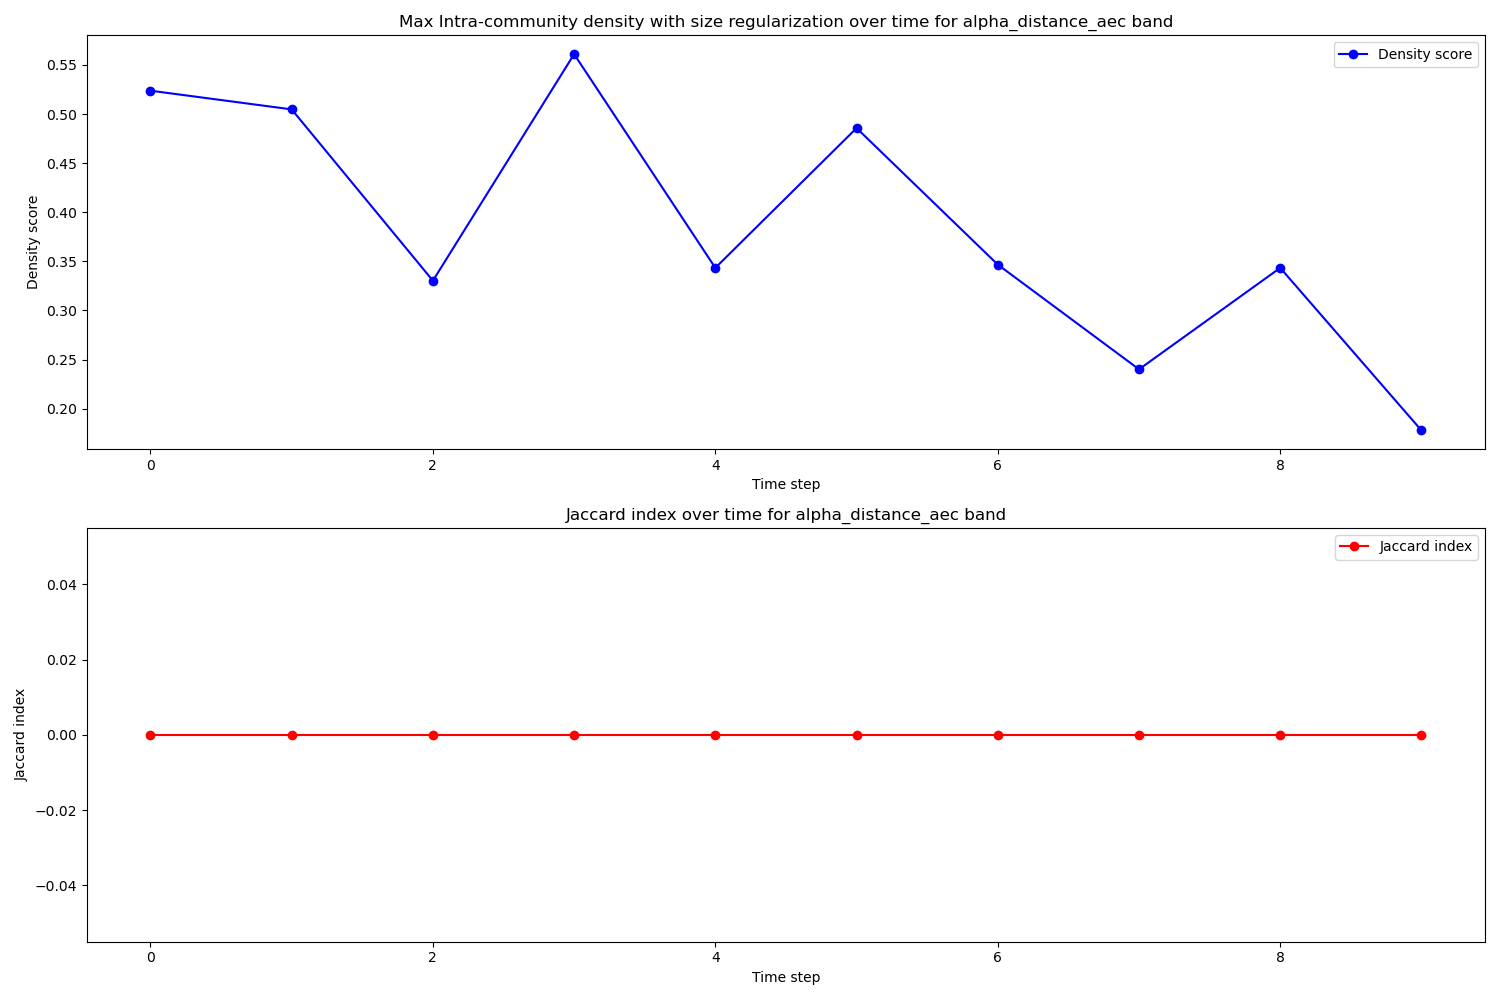 Max Intra-community density with size regularization over time for alpha_distance_aec band
Density score
0.55
0.50
0.45
0.40
0.35
0.30
0.25
0.20
Density score
0
2
4
6
8
Time step
Jaccard index over time for alpha_distance_aec band
Jaccard index
0.04
0.02
0.00
−0.02
−0.04
Jaccard index
0
2
4
6
8
Time step